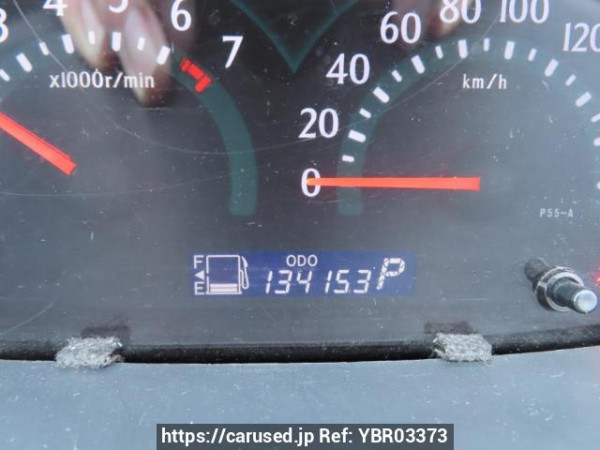 3 4 5 6 7
x1000r/min
0 20 40 60 80 100 120
km/h
P55-A
F ODO
E 134153 P
https://carused.jp Ref: YBR03373